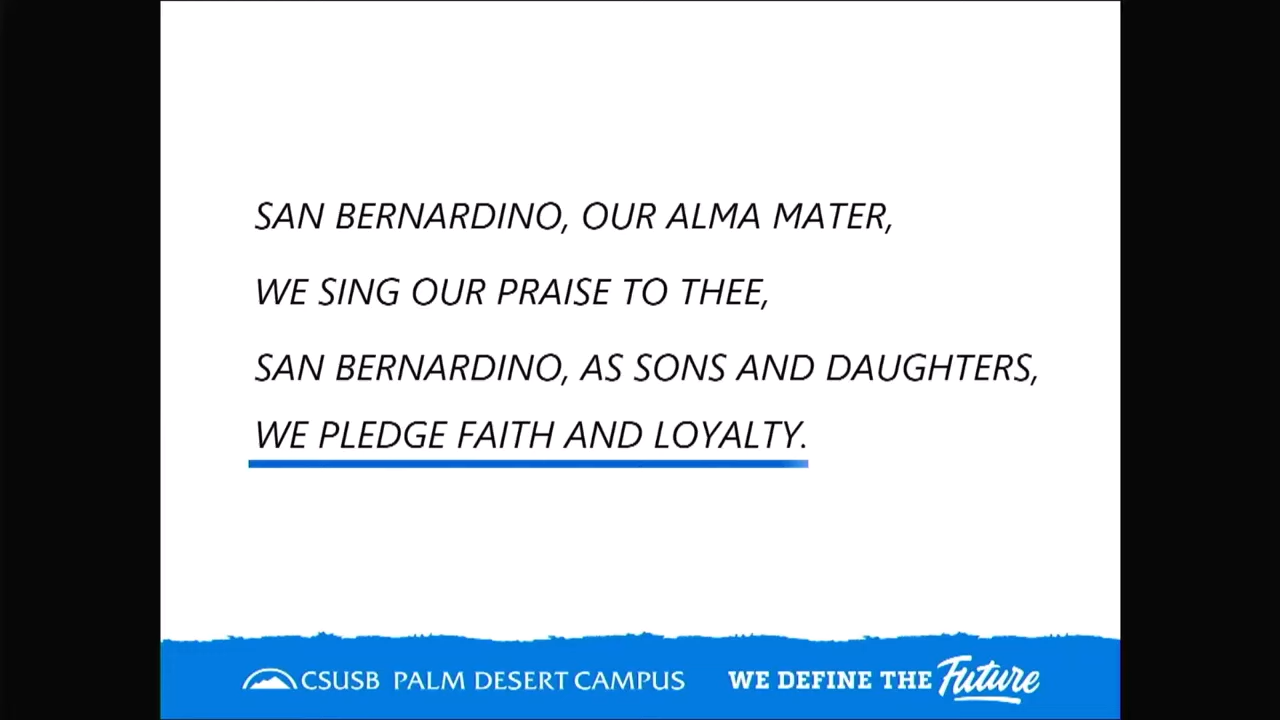 SAN BERNARDINO, OUR ALMA MATER,
WE SING OUR PRAISE TO THEE,
SAN BERNARDINO, AS SONS AND DAUGHTERS,
WE PLEDGE FAITH AND LOYALTY.
CSUSB PALM DESERT CAMPUS WE DEFINE THE Future